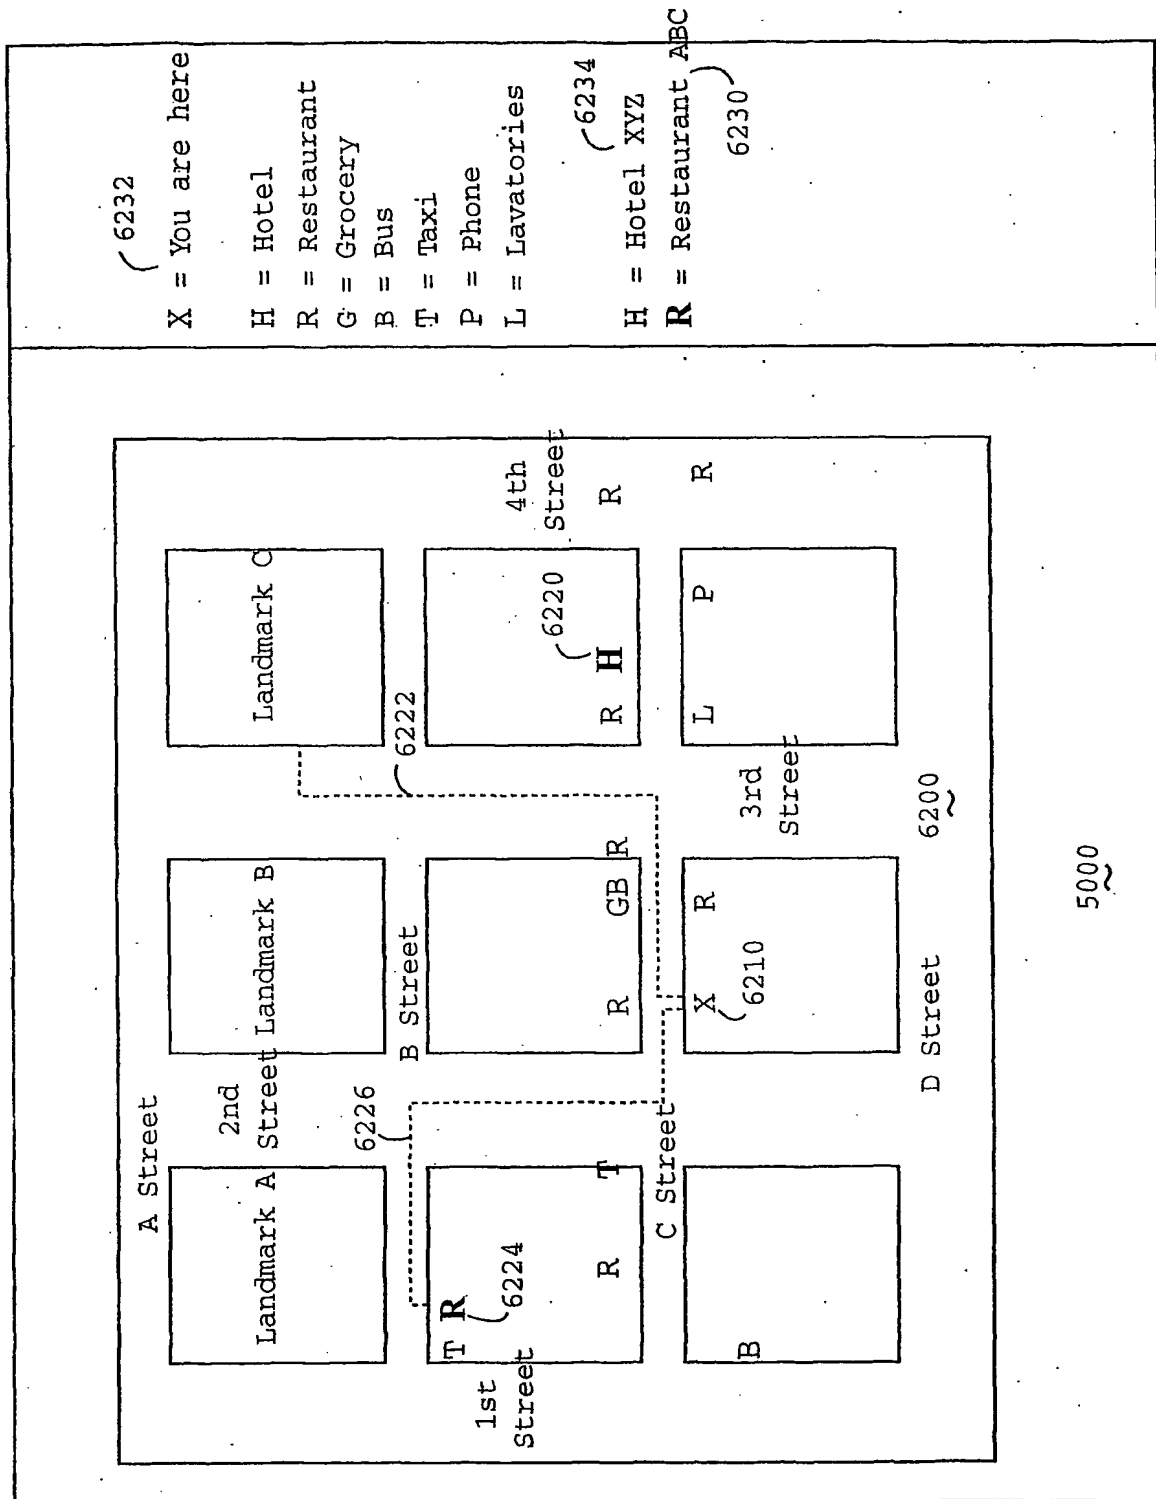 A Street
Landmark A
2nd
Street
Landmark B
Landmark C
6226
B Street
6222
T R
6224
1st
Street
R
T
R
GB
R
R
H
6220
4th
Street
R
C Street
X
6210
R
L
P
R
B
3rd
Street
D Street
6200
5000
6232
X = You are here
H = Hotel
R = Restaurant
G = Grocery
B = Bus
T = Taxi
P = Phone
L = Lavatories
6234
H = Hotel XYZ
R = Restaurant ABC
6230